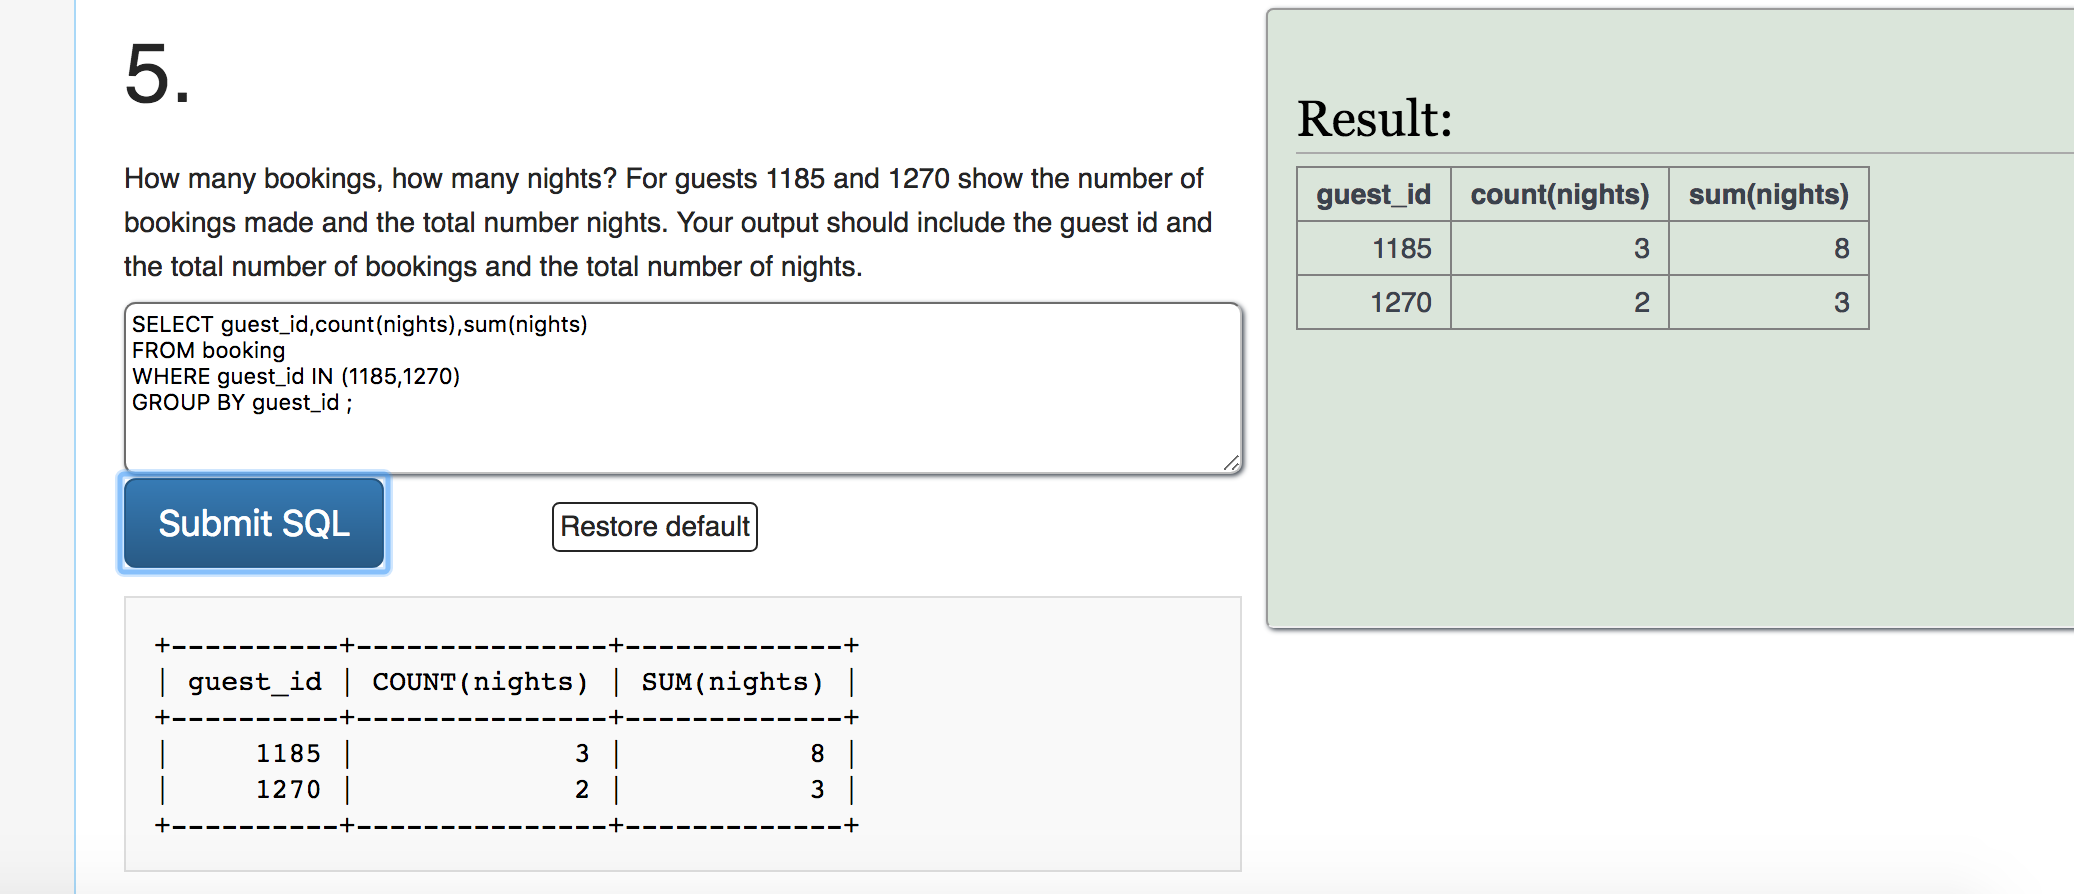 5.
How many bookings, how many nights? For guests 1185 and 1270 show the number of
bookings made and the total number nights. Your output should include the guest id and
the total number of bookings and the total number of nights.
SELECT guest_id,count(nights),sum(nights)
FROM booking
WHERE guest_id IN (1185,1270)
GROUP BY guest_id ;
Submit SQL
Restore default
+----------+---------------+-------------+
| guest_id | COUNT(nights) | SUM(nights) |
+----------+---------------+-------------+
|     1185 |             3 |           8 |
|     1270 |             2 |           3 |
+----------+---------------+-------------+
Result:
guest_id count(nights) sum(nights)
1185 3 8
1270 2 3